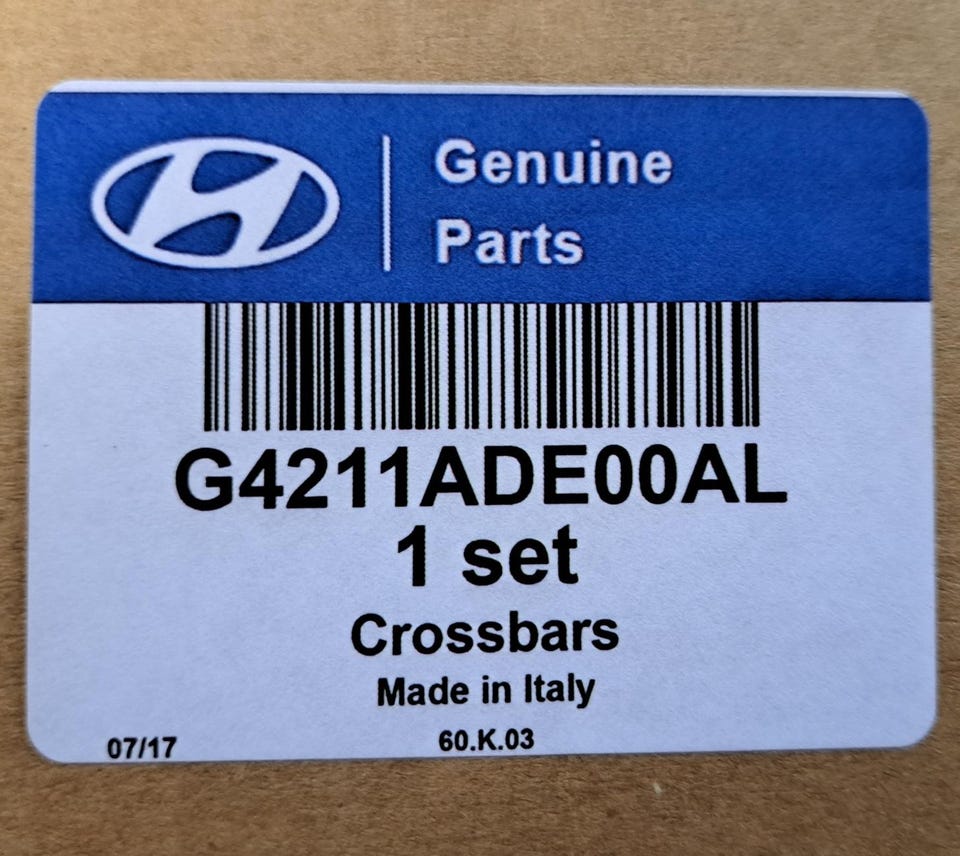 Genuine
Parts
G4211ADE00AL
1 set
Crossbars
Made in Italy
07/17
60.K.03